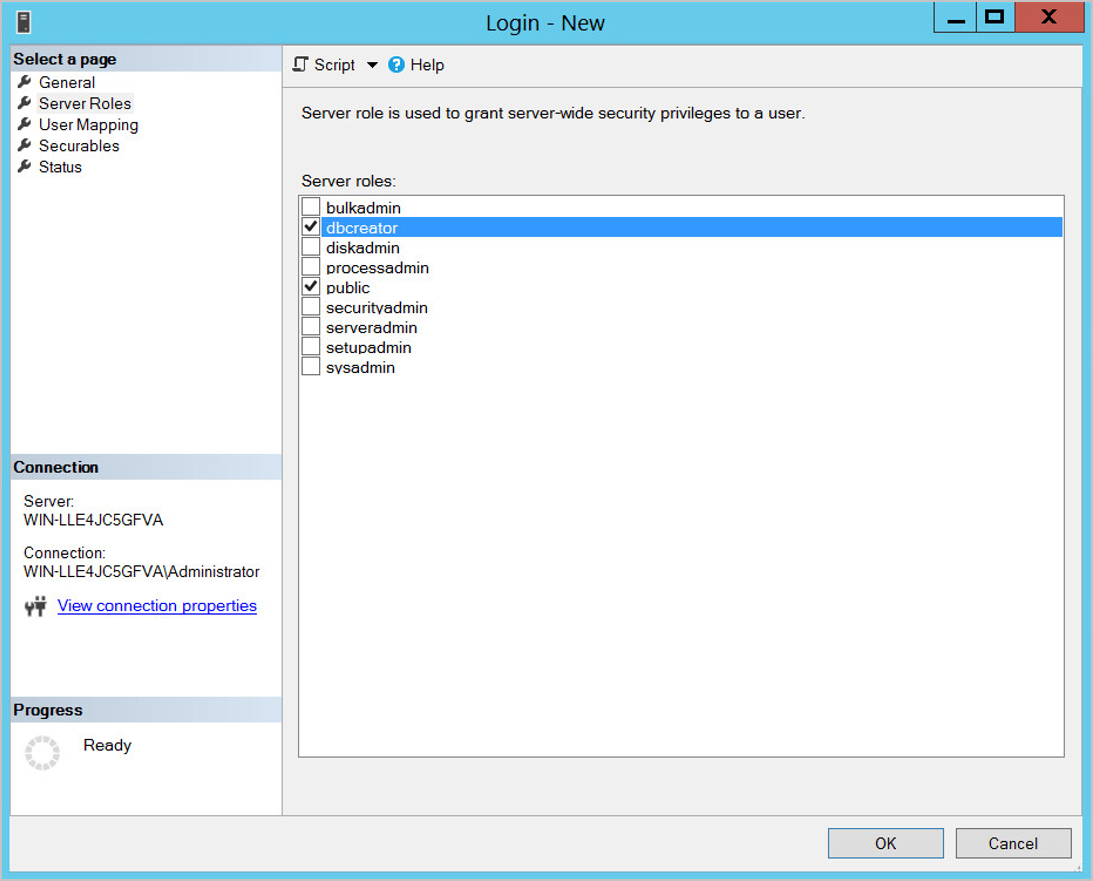 Login - New
Select a page
General
Server Roles
User Mapping
Securables
Status
Connection
Server:
WIN-LLE4JC5GFVA
Connection:
WIN-LLE4JC5GFVA\Administrator
View connection properties
Progress
Ready
Script
Help
Server role is used to grant server-wide security privileges to a user.
Server roles:
bulkadmin
dbcreator
diskadmin
processadmin
public
securityadmin
serveradmin
setupadmin
sysadmin
OK
Cancel